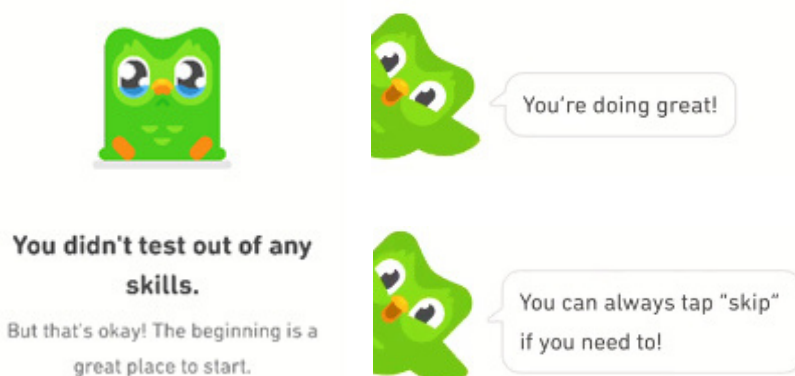 You didn't test out of any
skills.
But that's okay! The beginning is a
great place to start.
You're doing great!
You can always tap "skip"
if you need to!